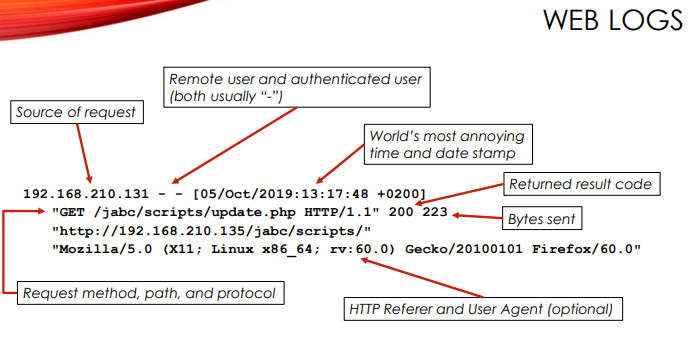 WEB LOGS
Remote user and authenticated user
(both usually “-”)
Source of request
World’s most annoying
time and date stamp
Returned result code
192.168.210.131 - - [05/Oct/2019:13:17:48 +0200]
"GET /jabc/scripts/update.php HTTP/1.1" 200 223
Bytes sent
"http://192.168.210.135/jabc/scripts/"
"Mozilla/5.0 (X11; Linux x86_64; rv:60.0) Gecko/20100101 Firefox/60.0"
Request method, path, and protocol
HTTP Referer and User Agent (optional)